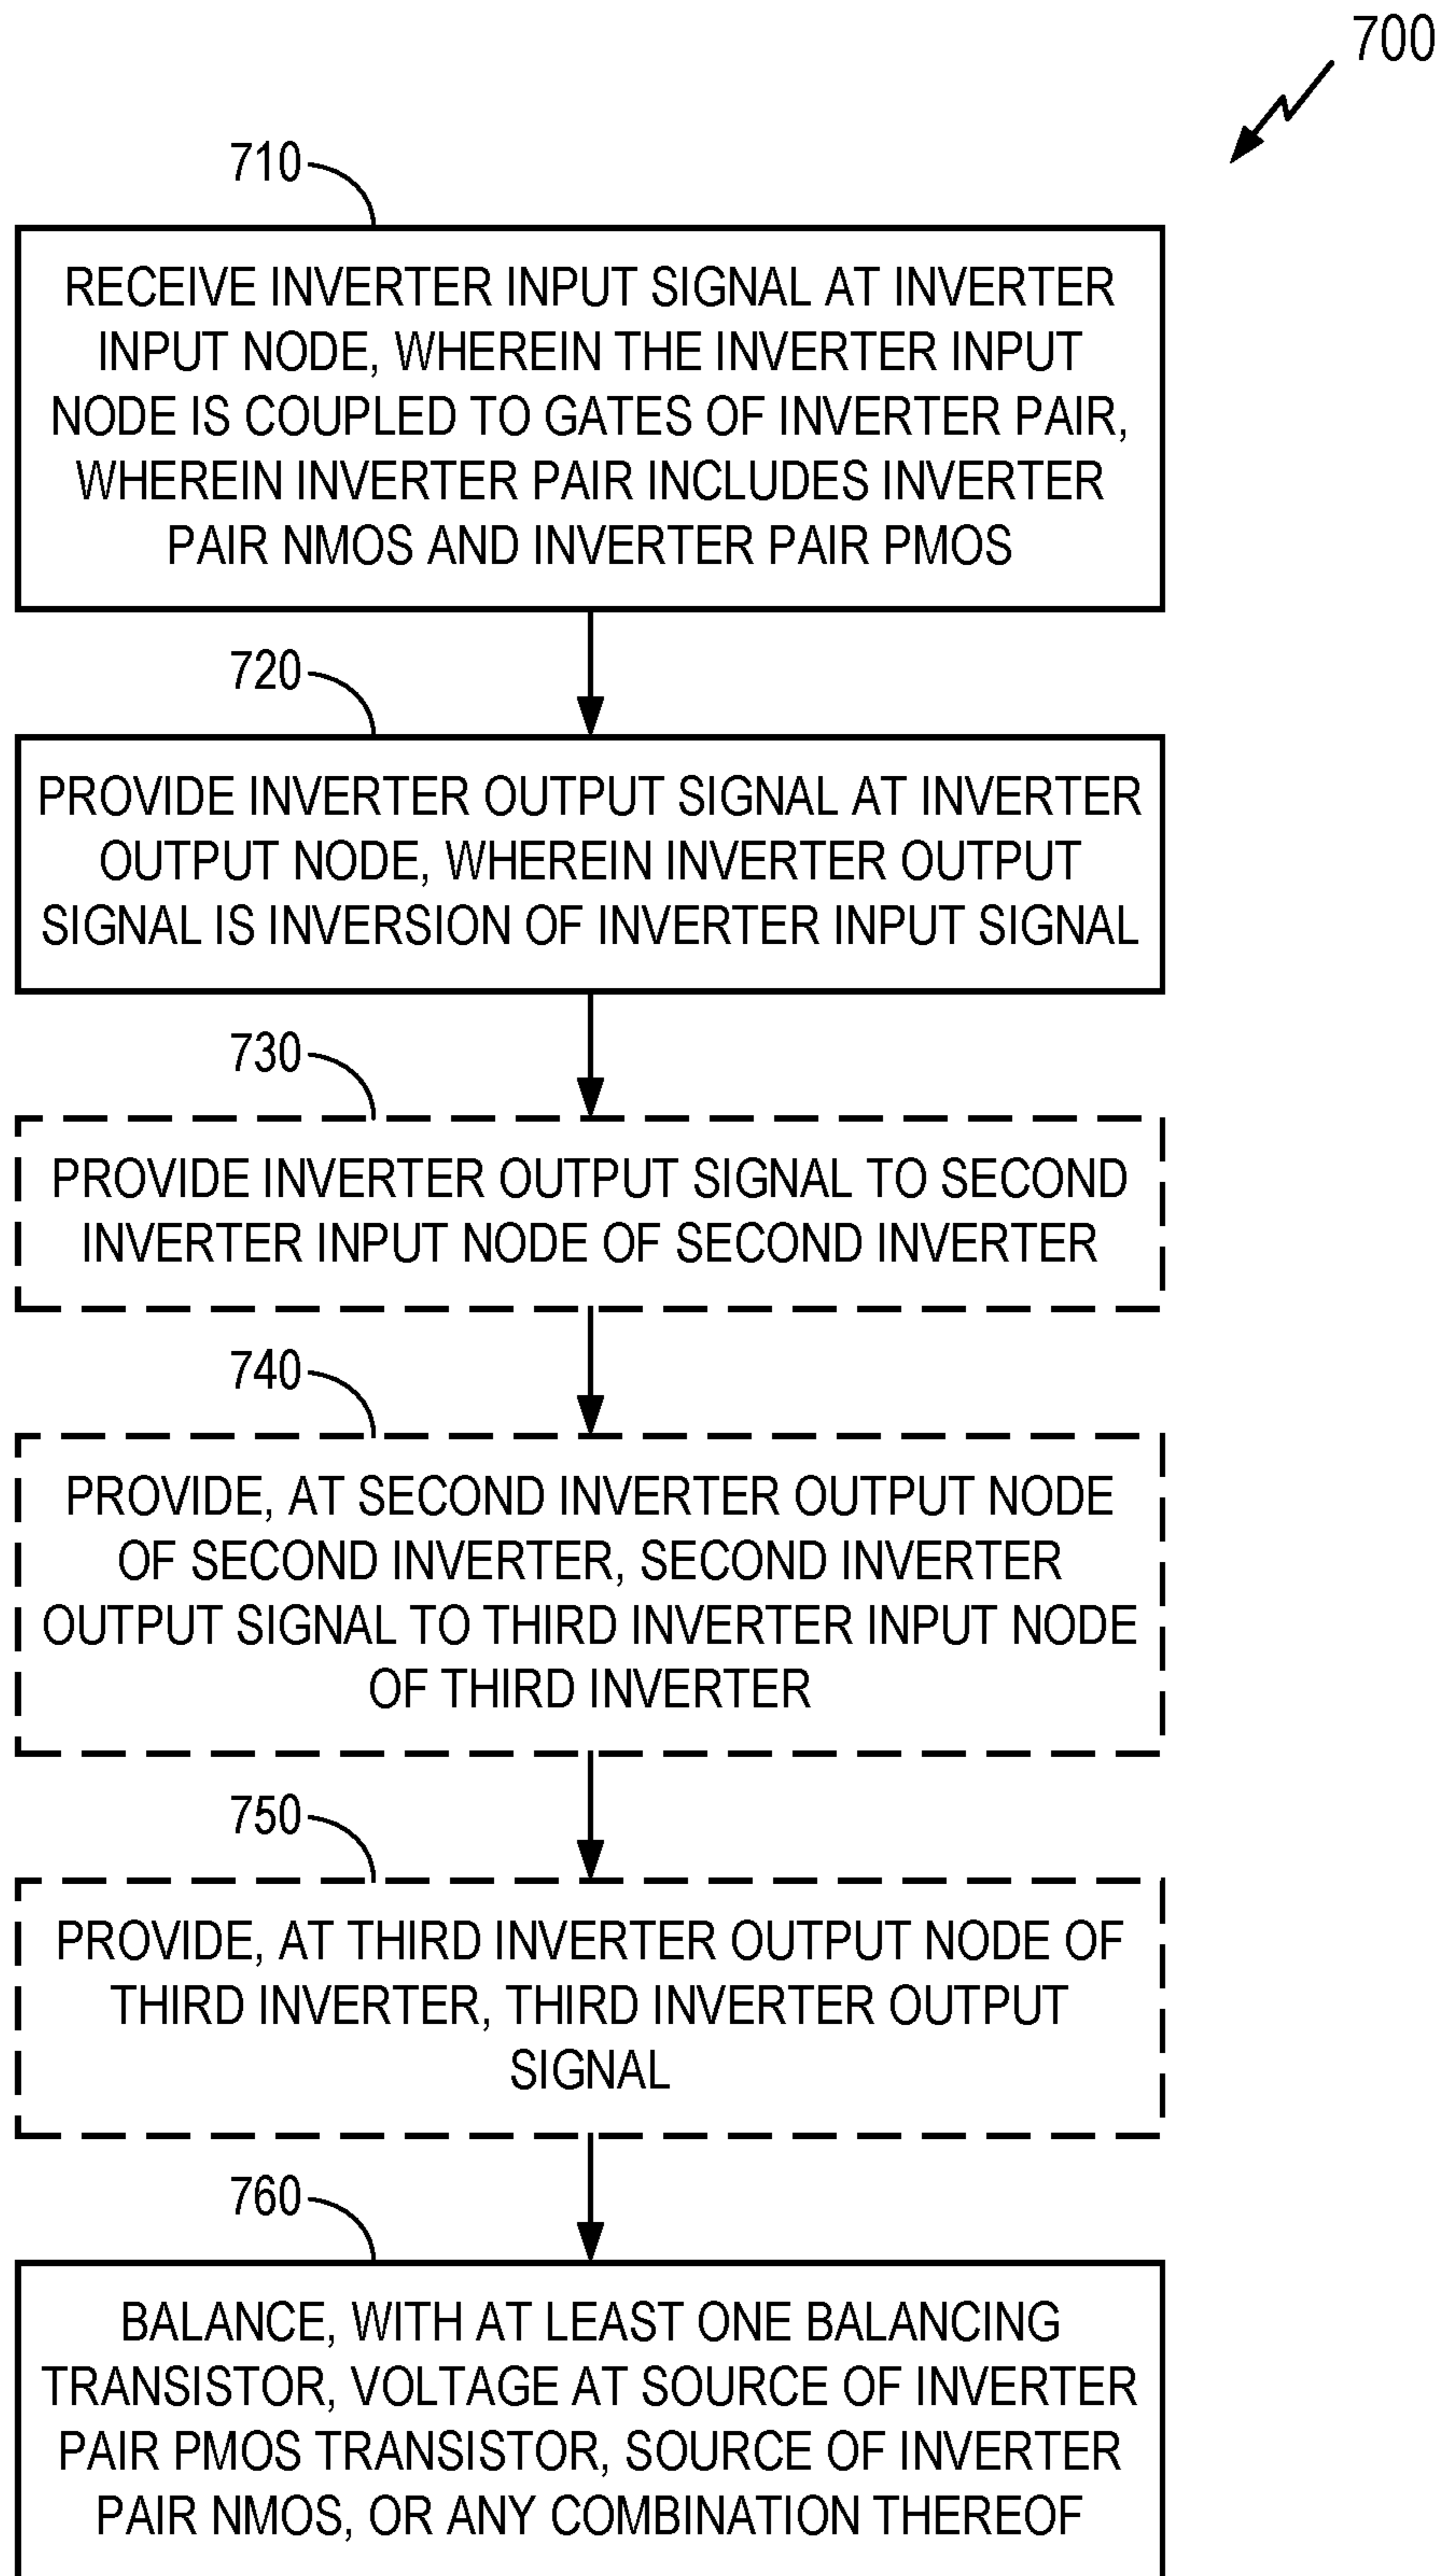 700
710
RECEIVE INVERTER INPUT SIGNAL AT INVERTER
INPUT NODE, WHEREIN THE INVERTER INPUT
NODE IS COUPLED TO GATES OF INVERTER PAIR,
WHEREIN INVERTER PAIR INCLUDES INVERTER
PAIR NMOS AND INVERTER PAIR PMOS
720
PROVIDE INVERTER OUTPUT SIGNAL AT INVERTER
OUTPUT NODE, WHEREIN INVERTER OUTPUT
SIGNAL IS INVERSION OF INVERTER INPUT SIGNAL
730
PROVIDE INVERTER OUTPUT SIGNAL TO SECOND
INVERTER INPUT NODE OF SECOND INVERTER
740
PROVIDE, AT SECOND INVERTER OUTPUT NODE
OF SECOND INVERTER, SECOND INVERTER
OUTPUT SIGNAL TO THIRD INVERTER INPUT NODE
OF THIRD INVERTER
750
PROVIDE, AT THIRD INVERTER OUTPUT NODE OF
THIRD INVERTER, THIRD INVERTER OUTPUT
SIGNAL
760
BALANCE, WITH AT LEAST ONE BALANCING
TRANSISTOR, VOLTAGE AT SOURCE OF INVERTER
PAIR PMOS TRANSISTOR, SOURCE OF INVERTER
PAIR NMOS, OR ANY COMBINATION THEREOF